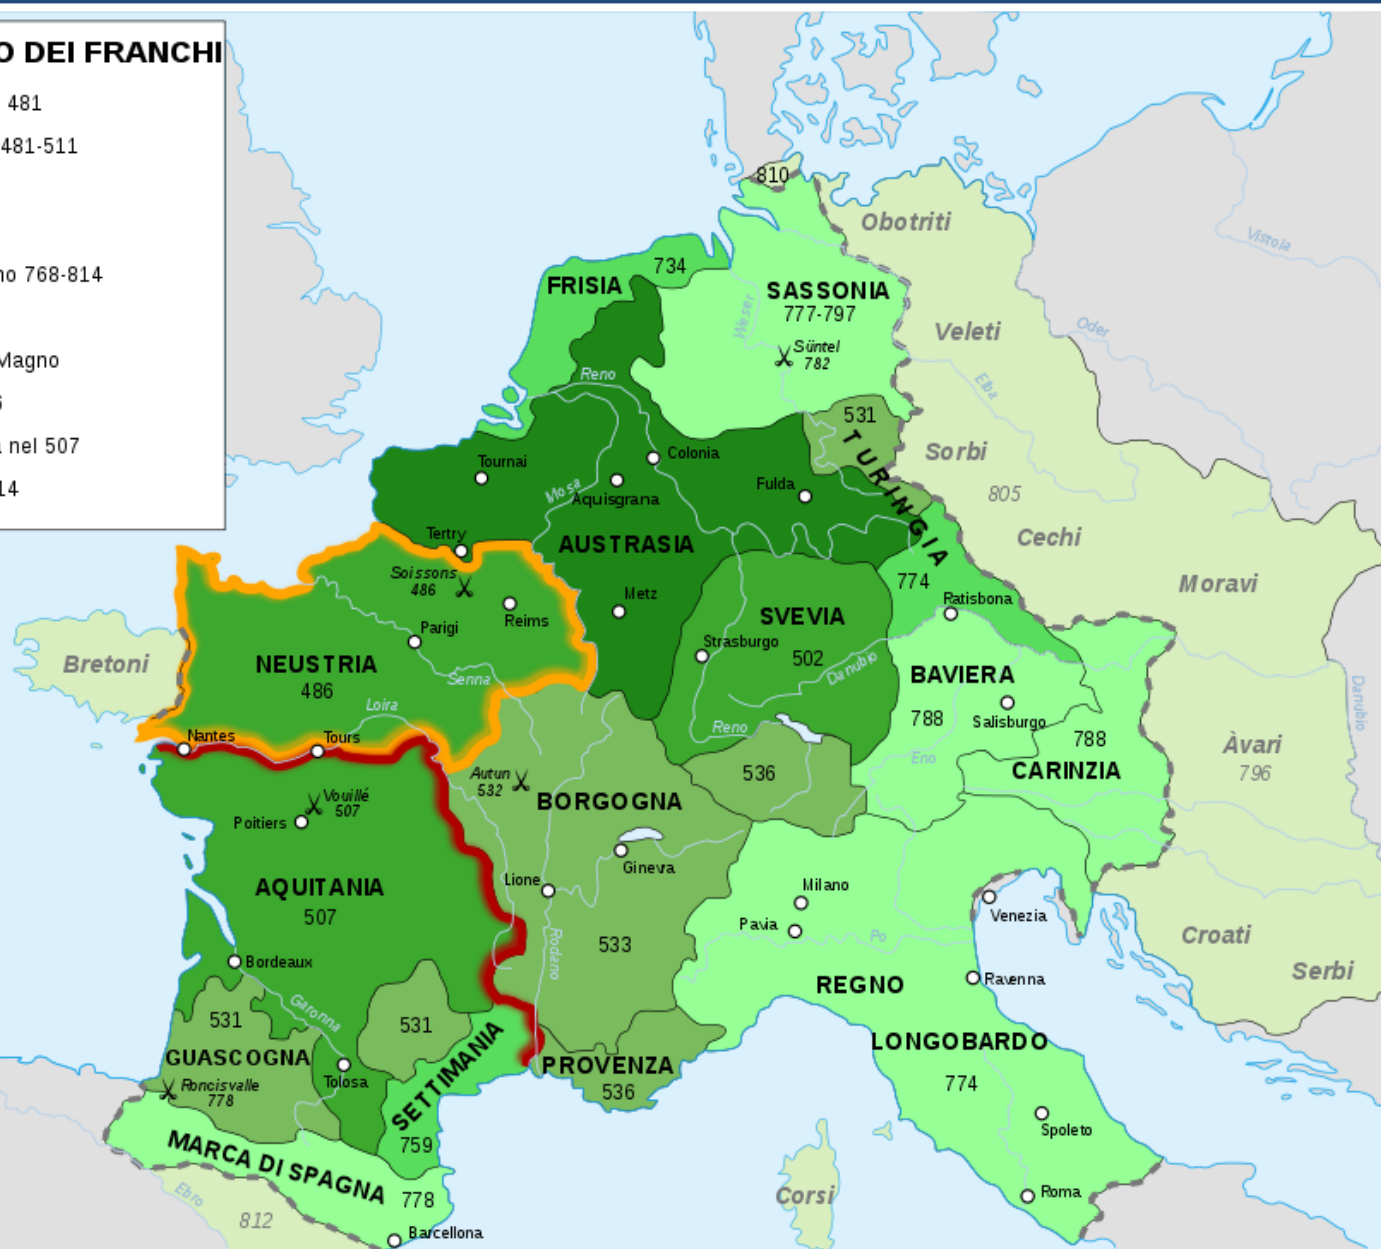 O DEI FRANCHI
481
481-511
no 768-814
Magno
nel 507
14
810
Obotriti
Vistola
734
FRISIA
SASSONIA
777-797
Weser
Süntel
782
Veleti
Oder
Elba
Reno
531
TURINGIA
Sorbi
805
Cechi
Moravi
Tournai
Colonia
Mosa
Aquisgrana
Fulda
Tertry
AUSTRASIA
Soissons
486
Reims
Metz
774
Ratisbona
SVEVIA
502
Strasburgo
Danubio
Parigi
Bretoni
NEUSTRIA
486
Senna
Loira
BAVIERA
788
Salisburgo
Danubio
Nantes
Tours
Reno
Eno
788
CARINZIA
Àvari
796
Autun
532
536
Vouillé
507
Poitiers
BORGOGNA
Ginevra
Lione
AQUITANIA
507
Milano
Pavia
Po
Venezia
Croati
Serbi
Rodano
533
Bordeaux
Garonna
REGNO
LONGOBARDO
774
Ravenna
531
531
GUASCOGNA
Roncisvalle
778
Tolosa
SETTIMANIA
759
PROVENZA
536
Spoleto
Roma
MARCA DI SPAGNA
778
Ebro
812
Barcellona
Corsi